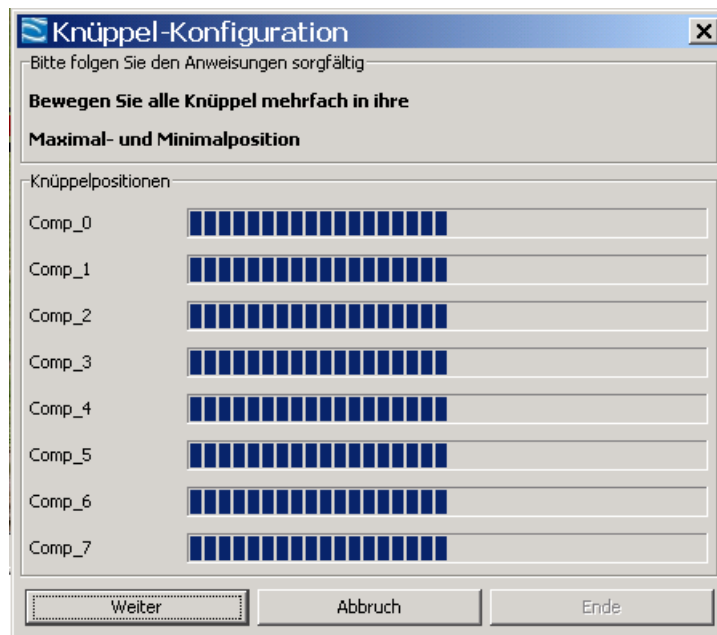 Knüppel-Konfiguration
Bitte folgen Sie den Anweisungen sorgfältig
Bewegen Sie alle Knüppel mehrfach in ihre
Maximal- und Minimalposition
Knüppelpositionen
Comp_0
Comp_1
Comp_2
Comp_3
Comp_4
Comp_5
Comp_6
Comp_7
Weiter Abbruch Ende